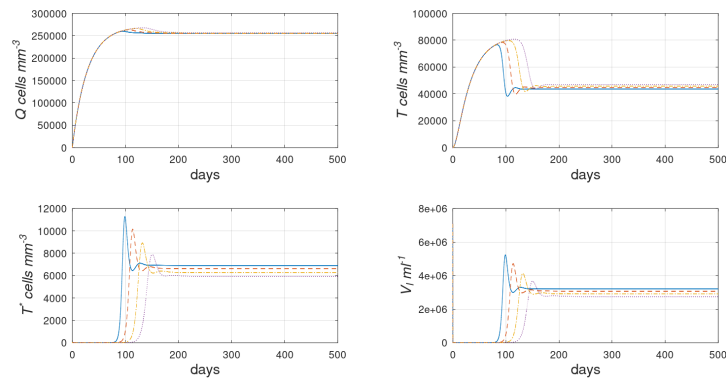 300000
250000
200000
150000
100000
50000
0
Q cells mm-3
0 100 200 300 400 500
days
100000
80000
60000
40000
20000
0
T cells mm-3
0 100 200 300 400 500
days
12000
10000
8000
6000
4000
2000
0
T* cells mm-3
0 100 200 300 400 500
days
8e+06
6e+06
4e+06
2e+06
0
VI ml-1
0 100 200 300 400 500
days